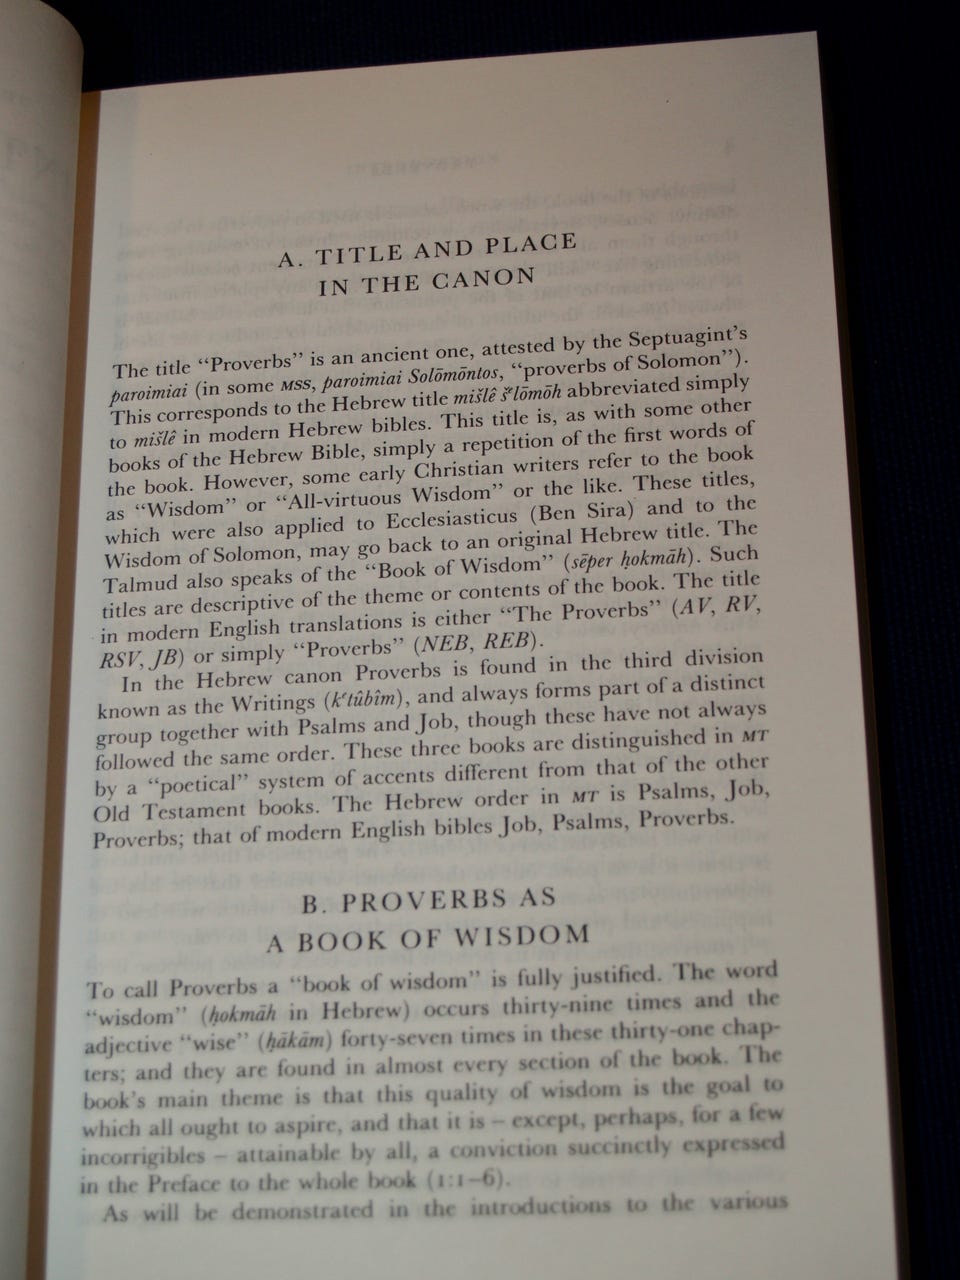 A. TITLE AND PLACE
IN THE CANON
The title “Proverbs” is an ancient one, attested by the Septuagint’s
paroimiai (in some MSS, paroimiai Solōmōntos, “proverbs of Solomon”).
This corresponds to the Hebrew title mišlê šᵉlōmōh abbreviated simply
to mišlê in modern Hebrew bibles. This title is, as with some other
books of the Hebrew Bible, simply a repetition of the first words of
the book. However, some early Christian writers refer to the book
as “Wisdom” or “All-virtuous Wisdom” or the like. These titles,
which were also applied to Ecclesiasticus (Ben Sira) and to the
Wisdom of Solomon, may go back to an original Hebrew title. The
Talmud also speaks of the “Book of Wisdom” (sēper ḥokmāh). Such
titles are descriptive of the theme or contents of the book. The title
in modern English translations is either “The Proverbs” (AV, RV,
RSV, JB) or simply “Proverbs” (NEB, REB).
In the Hebrew canon Proverbs is found in the third division
known as the Writings (kᵉtûbîm), and always forms part of a distinct
group together with Psalms and Job, though these have not always
followed the same order. These three books are distinguished in MT
by a “poetical” system of accents different from that of the other
Old Testament books. The Hebrew order in MT is Psalms, Job,
Proverbs; that of modern English bibles Job, Psalms, Proverbs.
B. PROVERBS AS
A BOOK OF WISDOM
To call Proverbs a “book of wisdom” is fully justified. The word
“wisdom” (ḥokmāh in Hebrew) occurs thirty-nine times and the
adjective “wise” (ḥākām) forty-seven times in these thirty-one chap-
ters; and they are found in almost every section of the book. The
book’s main theme is that this quality of wisdom is the goal to
which all ought to aspire, and that it is – except, perhaps, for a few
incorrigibles – attainable by all, a conviction succinctly expressed
in the Preface to the whole book (1:1–6).
As will be demonstrated in the introductions to the various